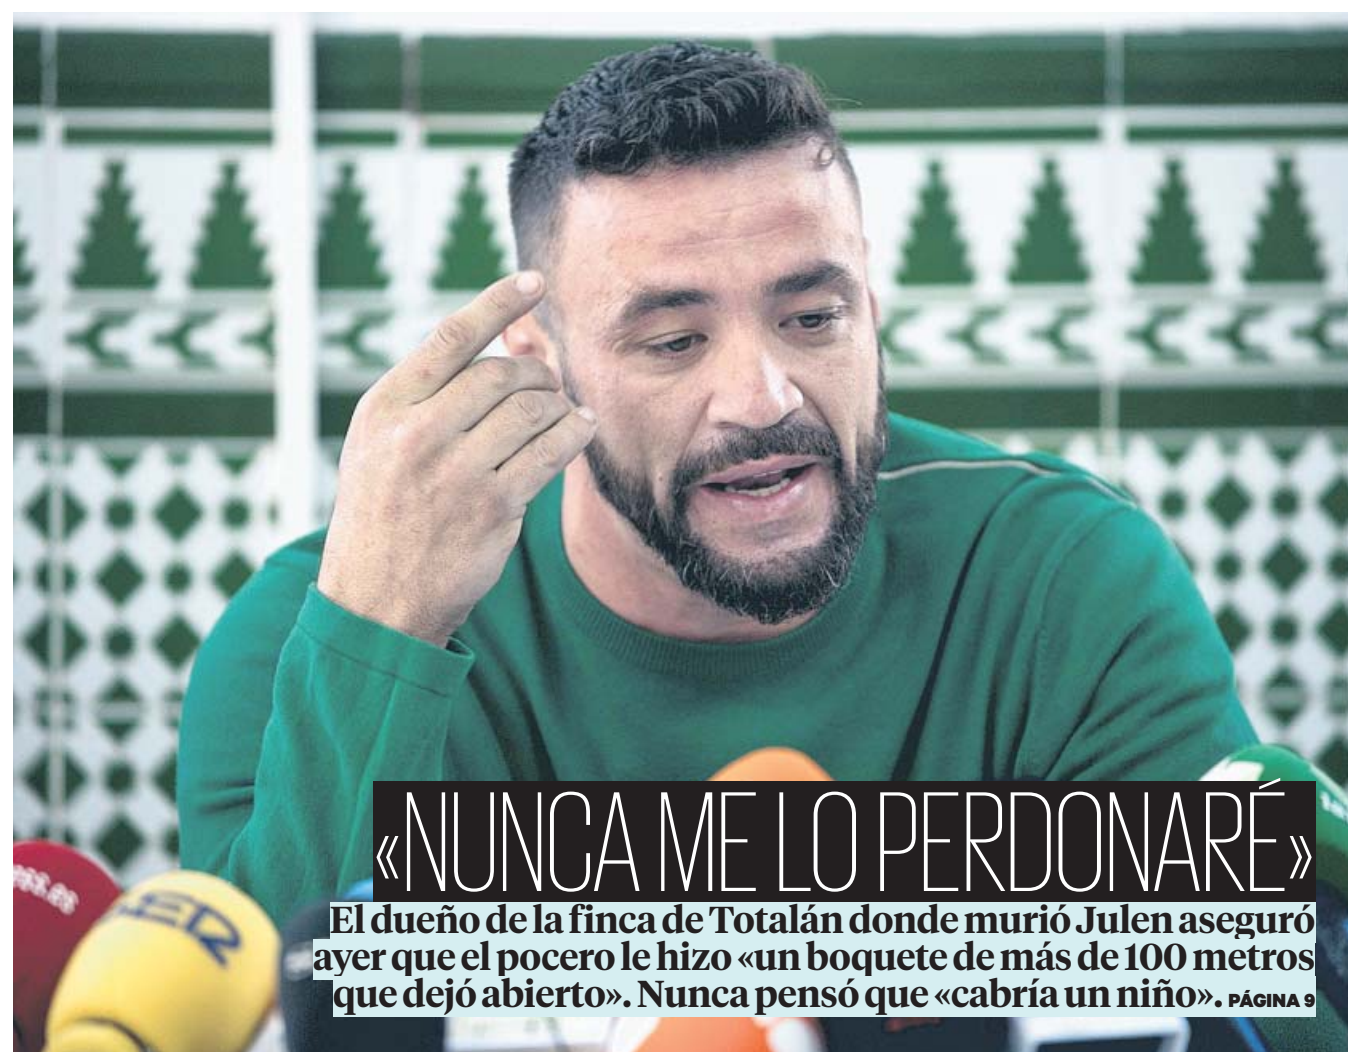 «NUNCA ME LO PERDONARÉ»
El dueño de la finca de Totalán donde murió Julen aseguró
ayer que el pocero le hizo «un boquete de más de 100 metros
que dejó abierto». Nunca pensó que «cabría un niño». PÁGINA 9
SER